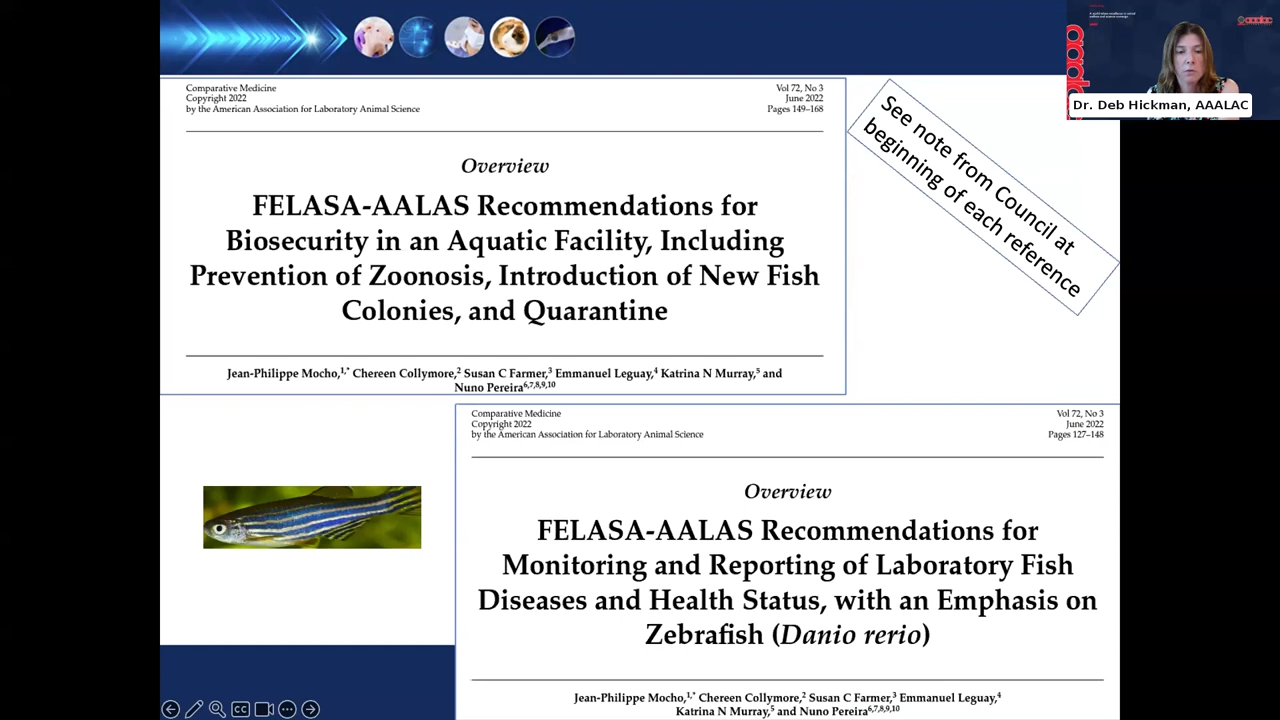 Comparative Medicine
Copyright 2022
by the American Association for Laboratory Animal Science
Vol 72, No 3
June 2022
Pages 149–168
Overview
FELASA-AALAS Recommendations for
Biosecurity in an Aquatic Facility, Including
Prevention of Zoonosis, Introduction of New Fish
Colonies, and Quarantine
Jean-Philippe Mocho,1,* Chereen Collymore,2 Susan C Farmer,3 Emmanuel Leguay,4 Katrina N Murray,5 and
Nuno Pereira6,7,8,9,10
See note from Council at
beginning of each reference
Dr. Deb Hickman, AAALAC
Comparative Medicine
Copyright 2022
by the American Association for Laboratory Animal Science
Vol 72, No 3
June 2022
Pages 127–148
Overview
FELASA-AALAS Recommendations for
Monitoring and Reporting of Laboratory Fish
Diseases and Health Status, with an Emphasis on
Zebrafish (Danio rerio)
Jean-Philippe Mocho,1,* Chereen Collymore,2 Susan C Farmer,3 Emmanuel Leguay,4
Katrina N Murray,5 and Nuno Pereira6,7,8,9,10
CC